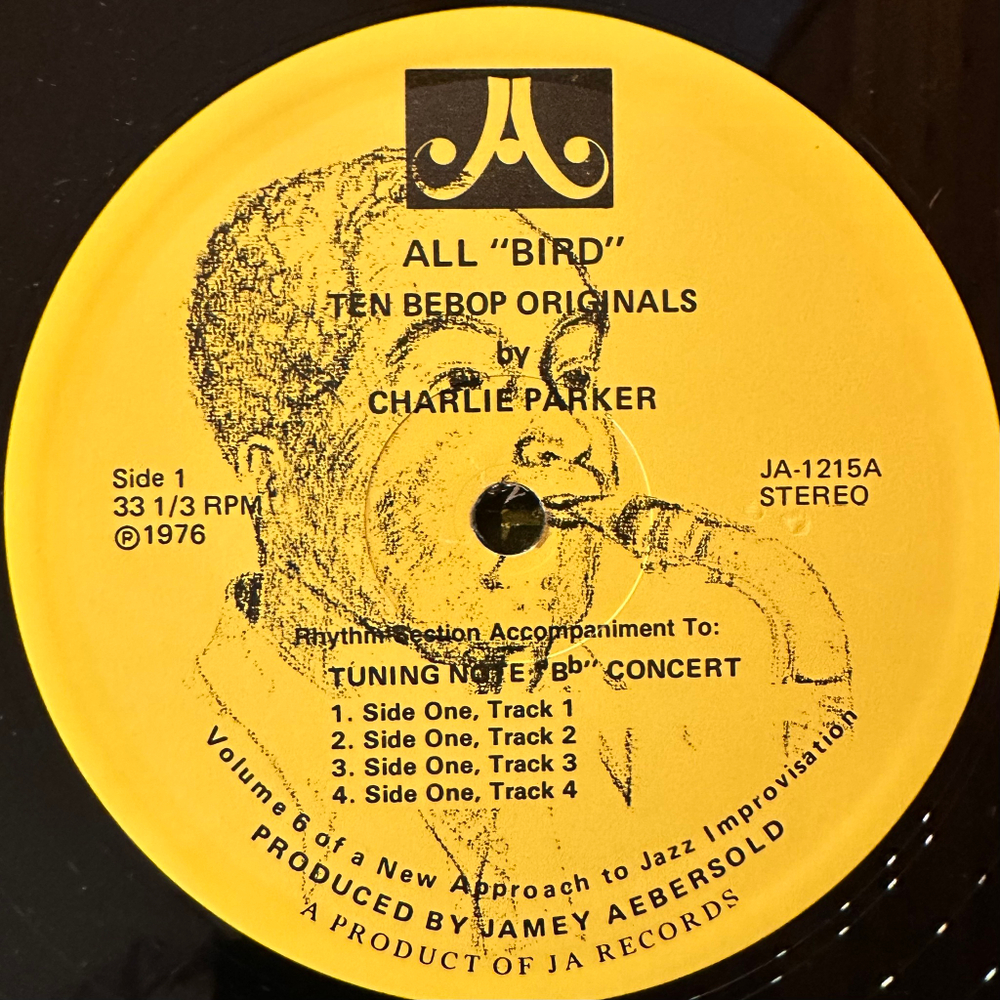 JA
ALL "BIRD"
TEN BEBOP ORIGINALS
by
CHARLIE PARKER
Side 1
33 1/3 RPM
℗1976
JA-1215A
STEREO
Rhythm Section Accompaniment To:
TUNING NOTE "Bb" CONCERT
1. Side One, Track 1
2. Side One, Track 2
3. Side One, Track 3
4. Side One, Track 4
Volume 6 of a New Approach to Jazz Improvisation
PRODUCED BY JAMEY AEBERSOLD
A PRODUCT OF JA RECORDS